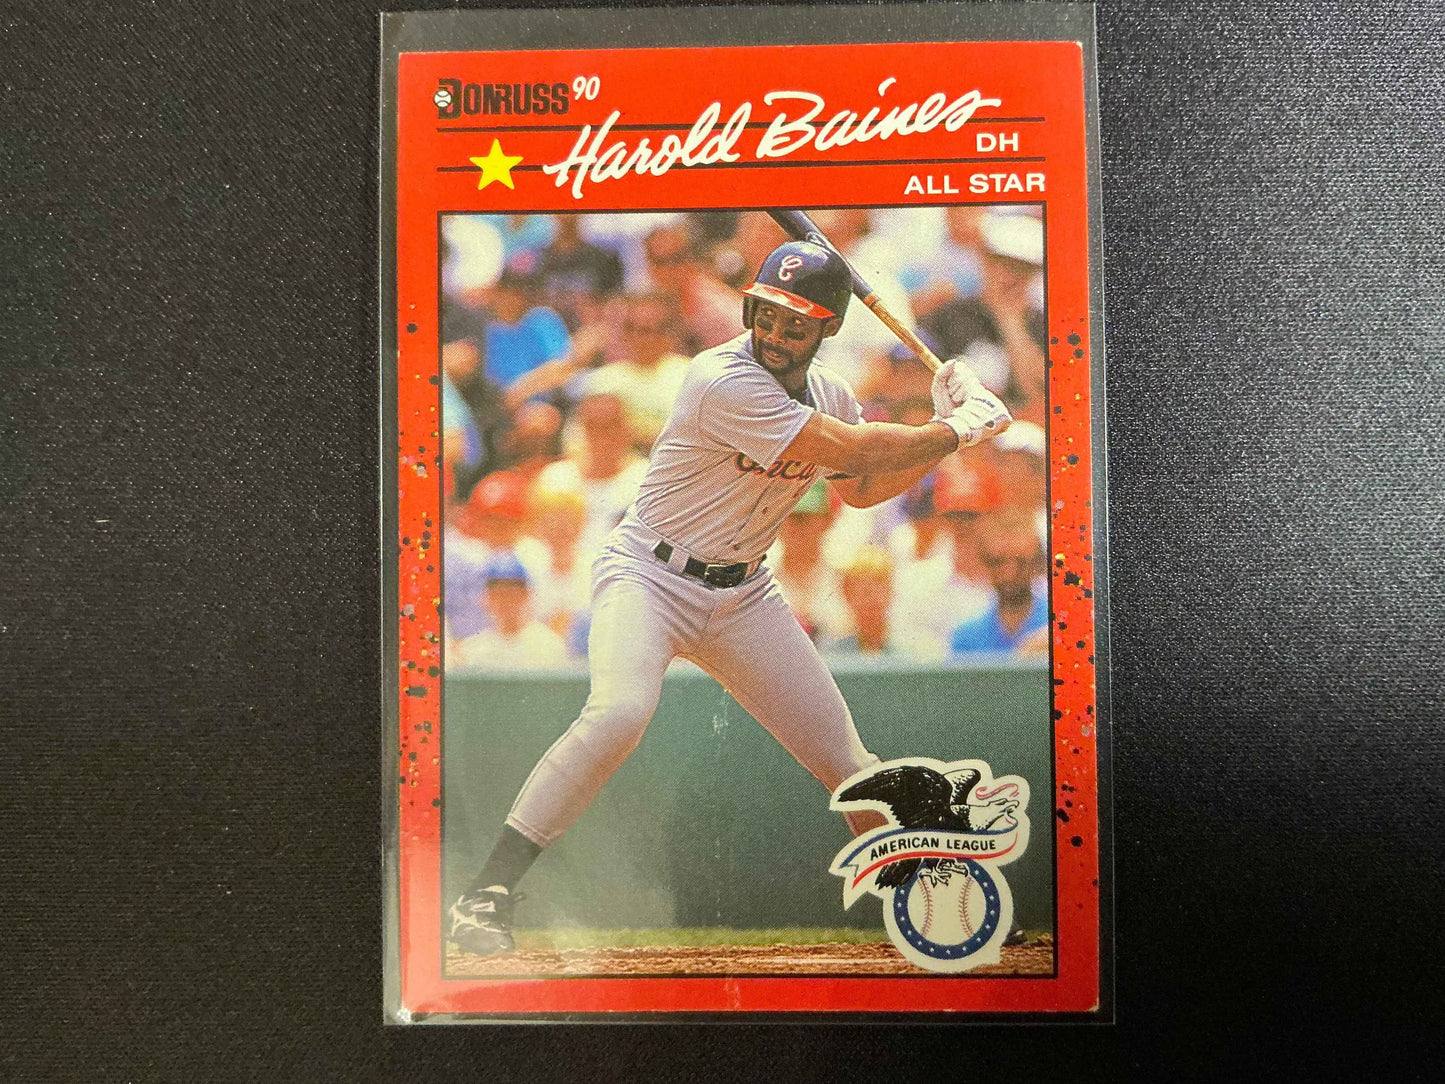 DONRUSS 90
Harold Baines
DH
ALL STAR
C
AMERICAN LEAGUE